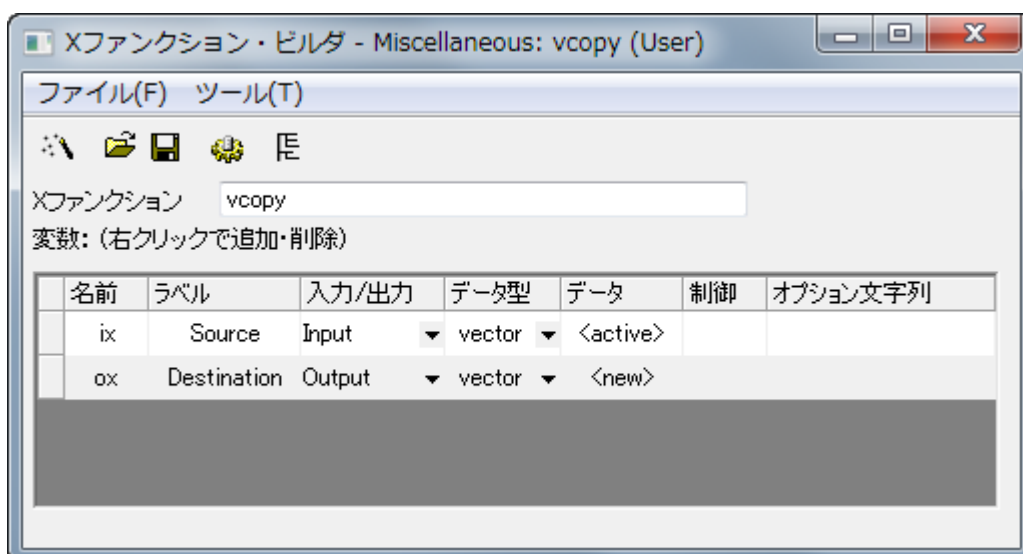 Xファンクション・ビルダ - Miscellaneous: vcopy (User)
ファイル(F) ツール(T)
Xファンクション vcopy
変数: (右クリックで追加・削除)
名前 ラベル 入力/出力 データ型 データ 制御 オプション文字列
ix Source Input vector <active>
ox Destination Output vector <new>